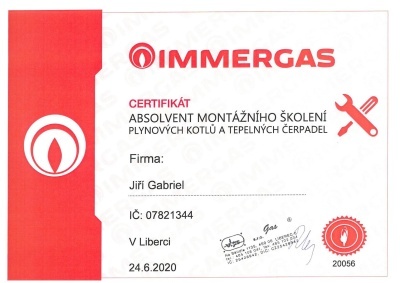 IMMERGAS
CERTIFIKÁT
ABSOLVENT MONTÁŽNÍHO ŠKOLENÍ
PLYNOVÝCH KOTLŮ A TEPELNÝCH ČERPADEL
Firma:
Jiří Gabriel
IČ: 07821344
V Liberci
Gas ®
s.r.o.
24.6.2020
20056